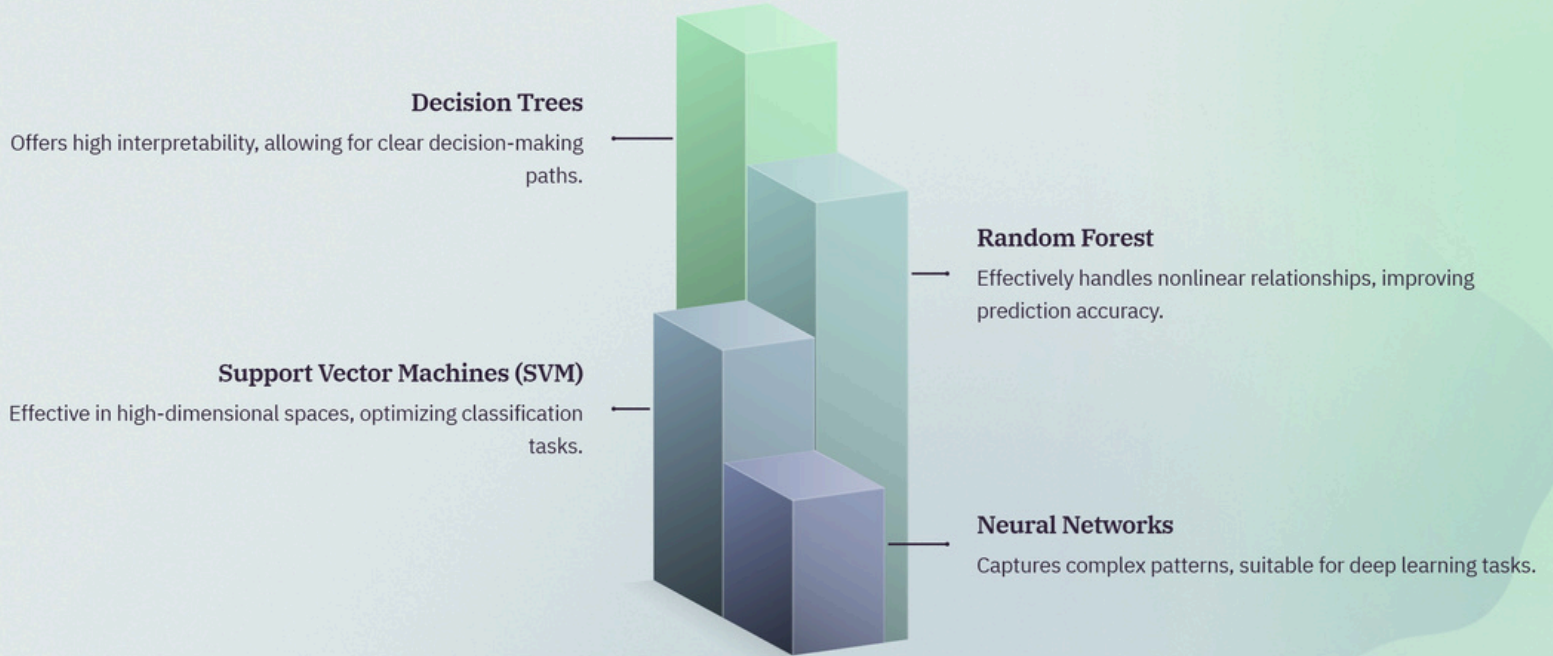 Decision Trees
Offers high interpretability, allowing for clear decision-making
paths.
Random Forest
Effectively handles nonlinear relationships, improving
prediction accuracy.
Support Vector Machines (SVM)
Effective in high-dimensional spaces, optimizing classification
tasks.
Neural Networks
Captures complex patterns, suitable for deep learning tasks.